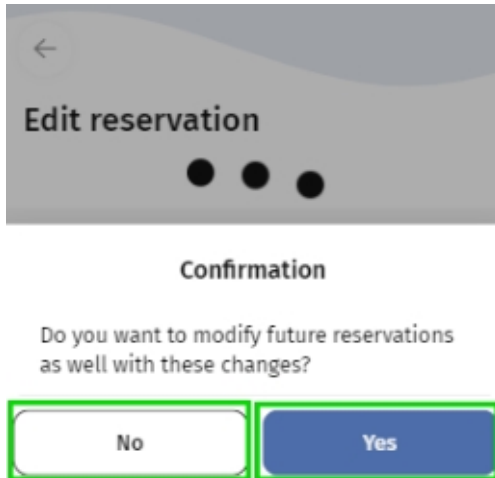 Edit reservation
Confirmation
Do you want to modify future reservations
as well with these changes?
No
Yes